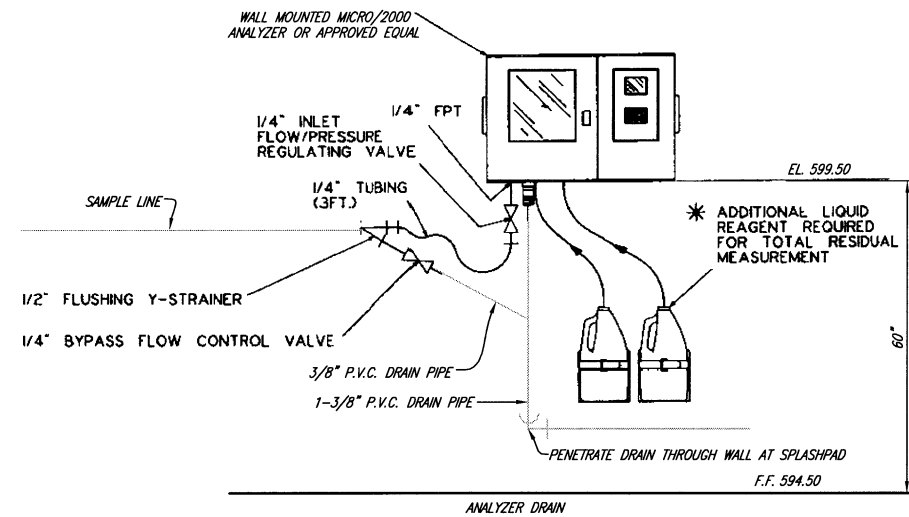 WALL MOUNTED MICRO/2000
ANALYZER OR APPROVED EQUAL
1/4" FPT
1/4" INLET
FLOW/PRESSURE
REGULATING VALVE
1/4" TUBING
(3FT.)
SAMPLE LINE
EL. 599.50
✳ ADDITIONAL LIQUID
REAGENT REQUIRED
FOR TOTAL RESIDUAL
MEASUREMENT
1/2" FLUSHING Y-STRAINER
1/4" BYPASS FLOW CONTROL VALVE
60"
3/8" P.V.C. DRAIN PIPE
1-3/8" P.V.C. DRAIN PIPE
PENETRATE DRAIN THROUGH WALL AT SPLASHPAD
F.F. 594.50
ANALYZER DRAIN